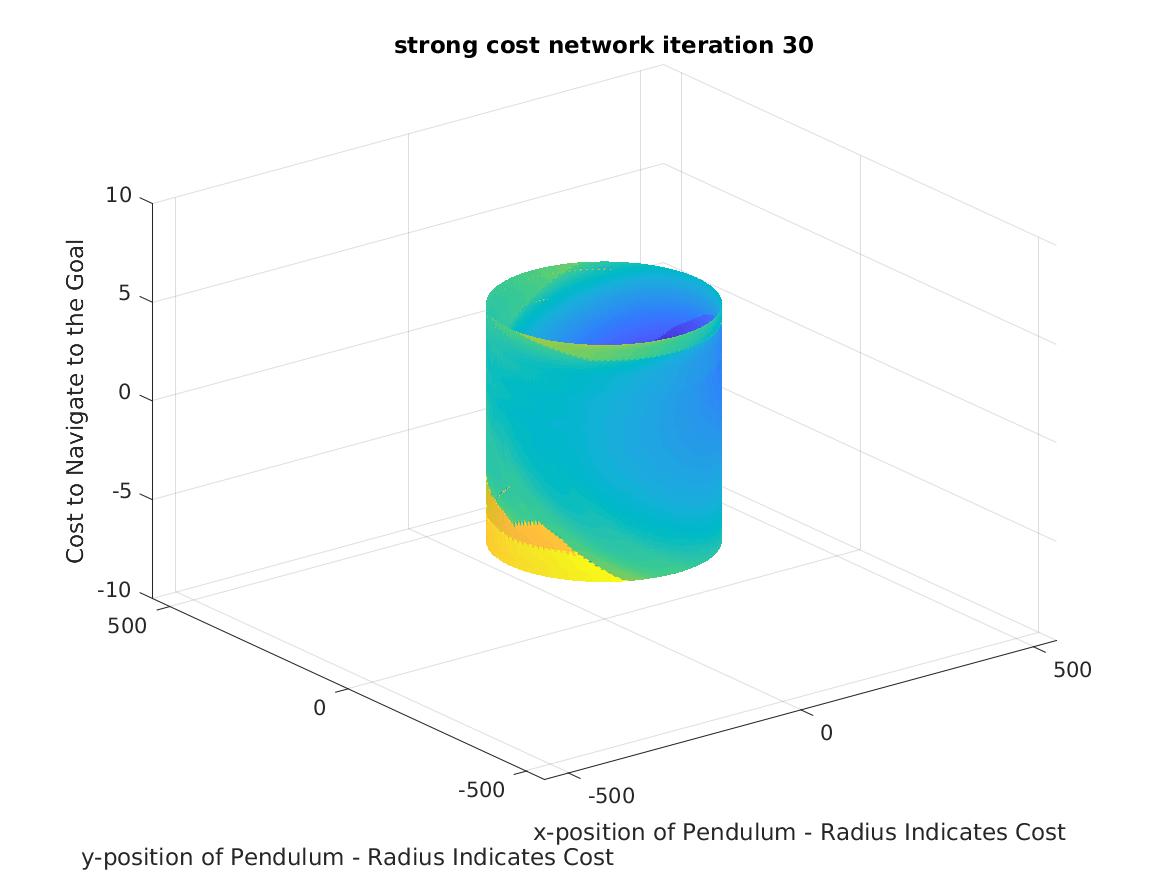 strong cost network iteration 30
Cost to Navigate to the Goal
10
5
0
-5
-10
500
0
-500
-500
0
500
x-position of Pendulum - Radius Indicates Cost
y-position of Pendulum - Radius Indicates Cost